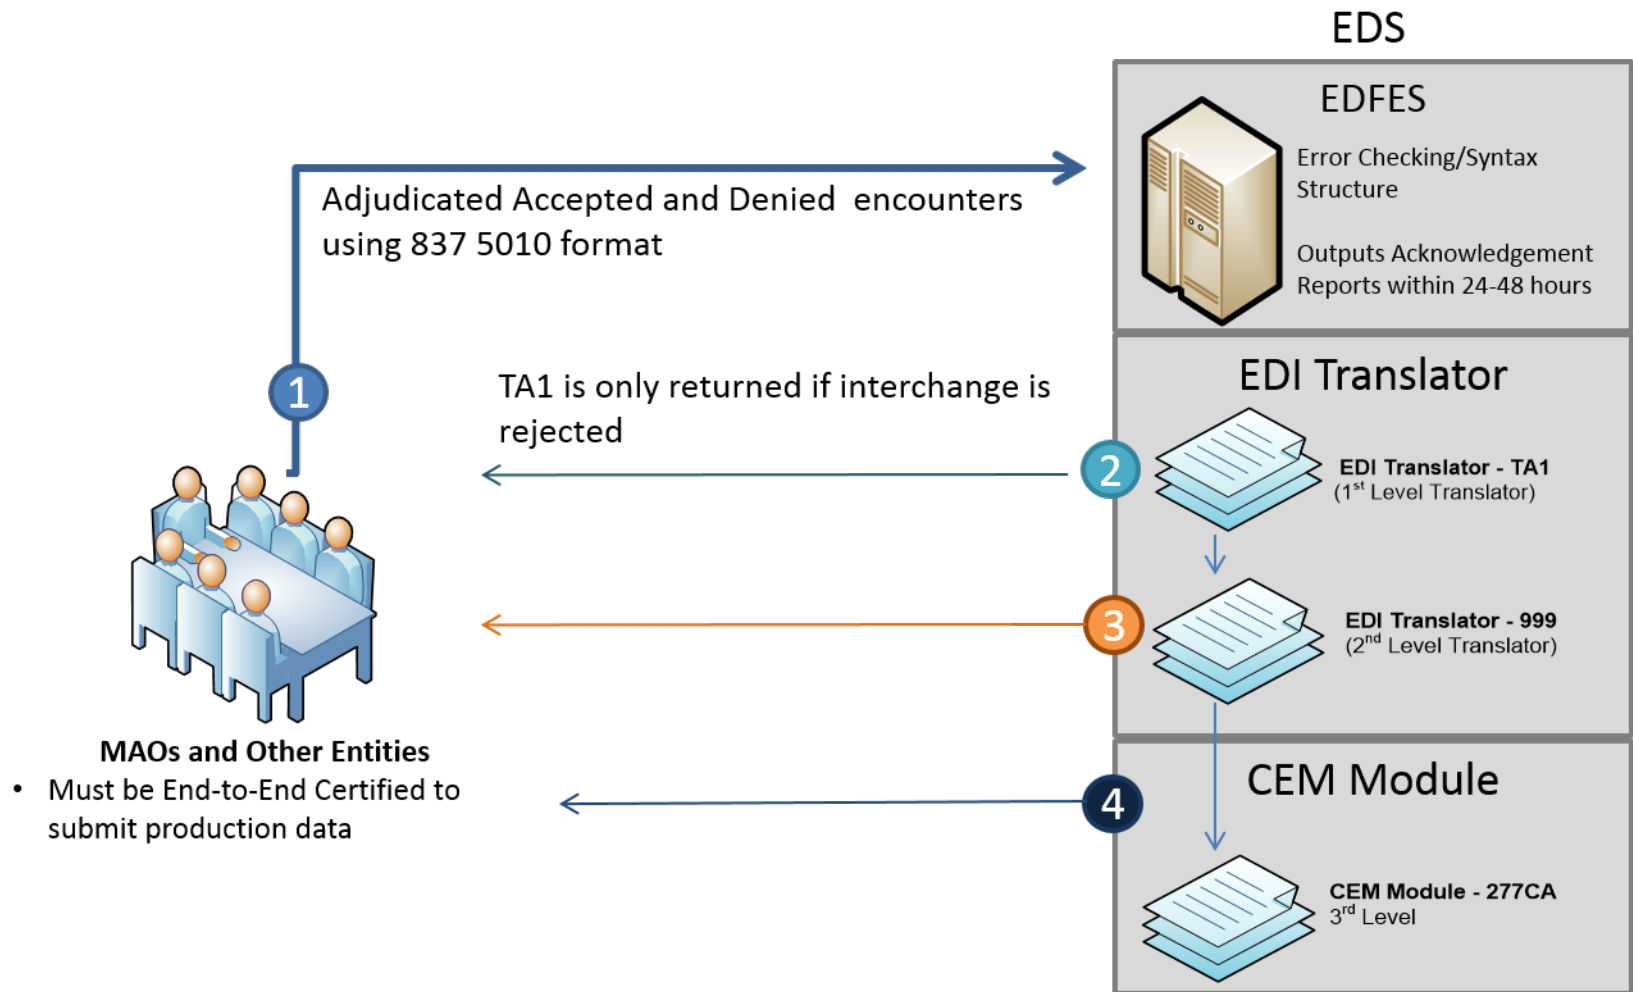 EDS
EDFES
Error Checking/Syntax
Structure
Outputs Acknowledgement
Reports within 24-48 hours
Adjudicated Accepted and Denied encounters
using 837 5010 format
1
EDI Translator
TA1 is only returned if interchange is
rejected
2
EDI Translator - TA1
(1st Level Translator)
3
EDI Translator - 999
(2nd Level Translator)
MAOs and Other Entities
• Must be End-to-End Certified to
submit production data
CEM Module
4
CEM Module - 277CA
3rd Level